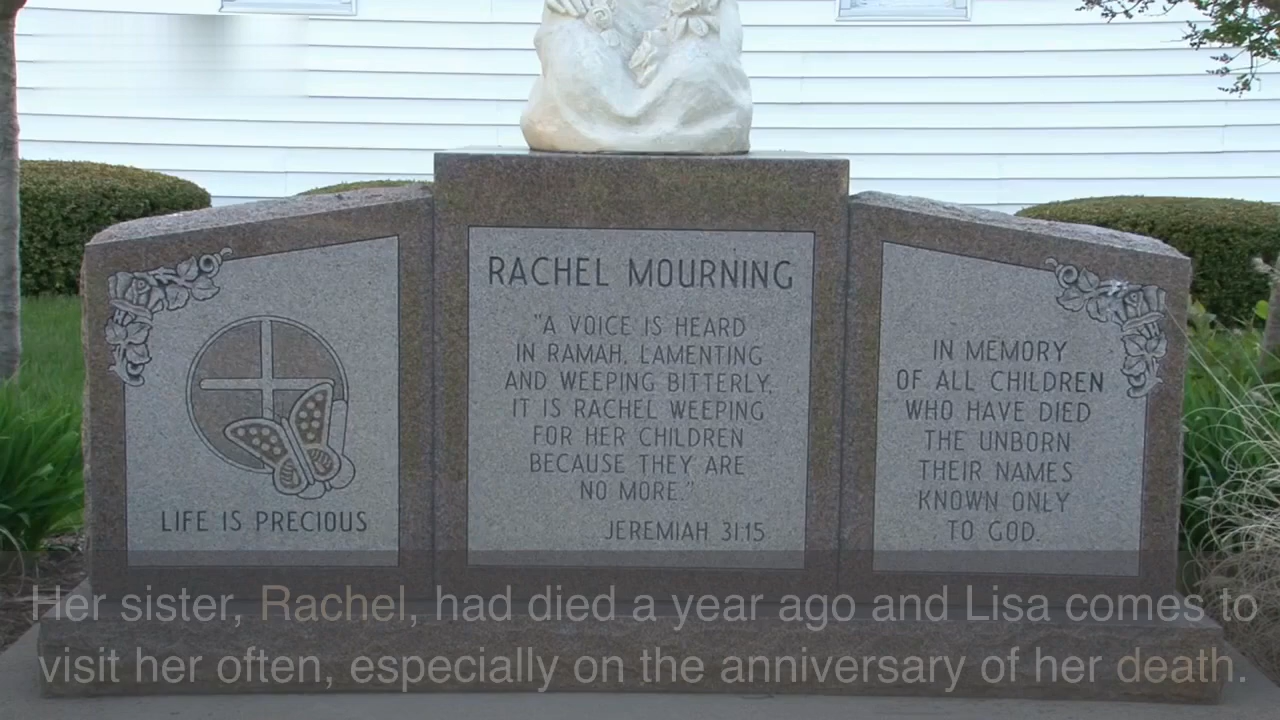 RACHEL MOURNING
"A VOICE IS HEARD
IN RAMAH, LAMENTING
AND WEEPING BITTERLY.
IT IS RACHEL WEEPING
FOR HER CHILDREN
BECAUSE THEY ARE
NO MORE."
JEREMIAH 31:15
LIFE IS PRECIOUS
IN MEMORY
OF ALL CHILDREN
WHO HAVE DIED
THE UNBORN
THEIR NAMES
KNOWN ONLY
TO GOD.
Her sister, Rachel, had died a year ago and Lisa comes to
visit her often, especially on the anniversary of her death.